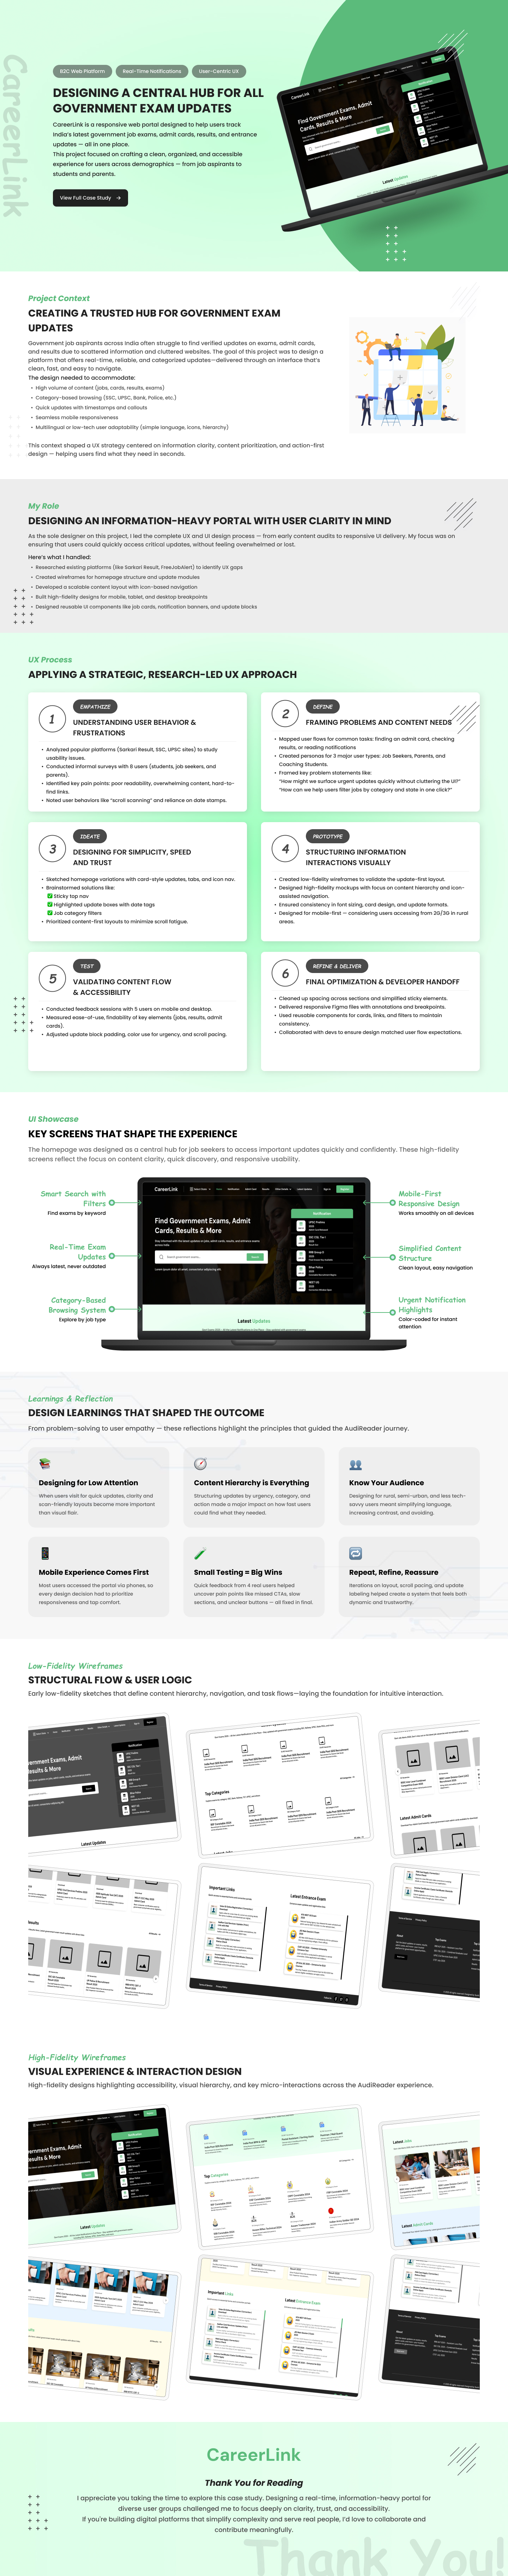 CareerLink
B2C Web Platform
Real-Time Notifications
User-Centric UX
DESIGNING A CENTRAL HUB FOR ALL
GOVERNMENT EXAM UPDATES
CareerLink is a responsive web portal designed to help users track
India's latest government job exams, admit cards, results, and entrance
updates — all in one place.
This project focused on crafting a clean, organized, and accessible
experience for users across demographics — from job aspirants to
students and parents.
View Full Case Study →
CareerLink
Find Government Exams, Admit
Cards, Results & More
Notification
Latest Updates
Project Context
CREATING A TRUSTED HUB FOR GOVERNMENT EXAM
UPDATES
Government job aspirants across India often struggle to find verified updates on exams, admit cards,
and results due to scattered information and cluttered websites. The goal of this project was to design a
platform that offers real-time, reliable, and categorized updates—delivered through an interface that's
clean, fast, and easy to navigate.
The design needed to accommodate:
• High volume of content (jobs, cards, results, exams)
• Category-based browsing (SSC, UPSC, Bank, Police, etc.)
• Quick updates with timestamps and callouts
• Seamless mobile responsiveness
• Multilingual or low-tech user adaptability (simple language, icons, hierarchy)
This context shaped a UX strategy centered on information clarity, content prioritization, and action-first
design — helping users find what they need in seconds.
My Role
DESIGNING AN INFORMATION-HEAVY PORTAL WITH USER CLARITY IN MIND
As the sole designer on this project, I led the complete UX and UI design process — from early content audits to responsive UI delivery. My focus was on
ensuring that users could quickly access critical updates, without feeling overwhelmed or lost.
Here's what I handled:
• Researched existing platforms (like Sarkari Result, FreeJobAlert) to identify UX gaps
• Created wireframes for homepage structure and update modules
• Developed a scalable content layout with icon-based navigation
• Built high-fidelity designs for mobile, tablet, and desktop breakpoints
• Designed reusable UI components like job cards, notification banners, and update blocks
UX Process
APPLYING A STRATEGIC, RESEARCH-LED UX APPROACH
1
EMPATHIZE
UNDERSTANDING USER BEHAVIOR &
FRUSTRATIONS
• Analyzed popular platforms (Sarkari Result, SSC, UPSC sites) to study
usability issues.
• Conducted informal surveys with 8 users (students, job seekers, and
parents).
• Identified key pain points: poor readability, overwhelming content, hard-to-
find links.
• Noted user behaviors like "scroll scanning" and reliance on date stamps.
2
DEFINE
FRAMING PROBLEMS AND CONTENT NEEDS
• Mapped user flows for common tasks: finding an admit card, checking
results, or reading notifications
• Created personas for 3 major user types: Job Seekers, Parents, and
Coaching Students.
• Framed key problem statements like:
"How might we surface urgent updates quickly without cluttering the UI?"
"How can we help users filter jobs by category and state in one click?"
3
IDEATE
DESIGNING FOR SIMPLICITY, SPEED
AND TRUST
• Sketched homepage variations with card-style updates, tabs, and icon nav.
• Brainstormed solutions like:
✅ Sticky top nav
✅ Highlighted update boxes with date tags
✅ Job category filters
• Prioritized content-first layouts to minimize scroll fatigue.
4
PROTOTYPE
STRUCTURING INFORMATION
INTERACTIONS VISUALLY
• Created low-fidelity wireframes to validate the update-first layout.
• Designed high-fidelity mockups with focus on content hierarchy and icon-
assisted navigation.
• Ensured consistency in font sizing, card design, and update formats.
• Designed for mobile-first — considering users accessing from 2G/3G in rural
areas.
5
TEST
VALIDATING CONTENT FLOW
& ACCESSIBILITY
• Conducted feedback sessions with 5 users on mobile and desktop.
• Measured ease-of-use, findability of key elements (jobs, results, admit
cards).
• Adjusted update block padding, color use for urgency, and scroll pacing.
6
REFINE & DELIVER
FINAL OPTIMIZATION & DEVELOPER HANDOFF
• Cleaned up spacing across sections and simplified sticky elements.
• Delivered responsive Figma files with annotations and breakpoints.
• Used reusable components for cards, links, and filters to maintain
consistency.
• Collaborated with devs to ensure design matched user flow expectations.
UI Showcase
KEY SCREENS THAT SHAPE THE EXPERIENCE
The homepage was designed as a central hub for job seekers to access important updates quickly and confidently. These high-fidelity
screens reflect the focus on content clarity, quick discovery, and responsive usability.
Smart Search with
Filters
Find exams by keyword
Real-Time Exam
Updates
Always latest, never outdated
Category-Based
Browsing System
Explore by job type
CareerLink
Notification
Find Government Exams, Admit
Cards, Results & More
Latest Updates
Mobile-First
Responsive Design
Works smoothly on all devices
Simplified Content
Structure
Clean layout, easy navigation
Urgent Notification
Highlights
Color-coded for instant
attention
Learnings & Reflection
DESIGN LEARNINGS THAT SHAPED THE OUTCOME
From problem-solving to user empathy — these reflections highlight the principles that guided the AudiReader journey.
Designing for Low Attention
When users visit for quick updates, clarity and
scan-friendly layouts became more important
than visual flair.
Content Hierarchy is Everything
Structuring updates by urgency, category, and
action made a major impact on how fast users
could find what they needed.
Know Your Audience
Designing for rural, semi-urban, and less tech-
savvy users meant simplifying language,
increasing contrast, and avoiding.
Mobile Experience Comes First
Most users accessed the portal via phones, so
every design decision had to prioritize
responsiveness and tap comfort.
Small Testing = Big Wins
Quick feedback from 4 real users helped
uncover pain points like missed CTAs, slow
sections, and unclear buttons — all fixed in final.
Repeat, Refine, Reassure
Iterations on layout, scroll pacing, and update
labeling helped create a system that feels both
dynamic and trustworthy.
Low-Fidelity Wireframes
STRUCTURAL FLOW & USER LOGIC
Early low-fidelity sketches that define content hierarchy, navigation, and task flows—laying the foundation for intuitive interaction.
vernment Exams, Admit
esults & More
Notification
Latest Updates
Top Categories
Latest Admit Cards
esults
Important Links
Latest Entrance Exam
High-Fidelity Wireframes
VISUAL EXPERIENCE & INTERACTION DESIGN
High-fidelity designs highlighting accessibility, visual hierarchy, and key micro-interactions across the AudiReader experience.
vernment Exams, Admit
esults & More
Notification
Latest Updates
Top Categories
Latest Jobs
Latest Admit Cards
Important Links
Latest Entrance Exam
CareerLink
Thank You for Reading
I appreciate you taking the time to explore this case study. Designing a real-time, information-heavy portal for
diverse user groups challenged me to focus deeply on clarity, trust, and accessibility.
If you're building digital platforms that simplify complexity and serve real people, I'd love to collaborate and
contribute meaningfully.
Thank You!